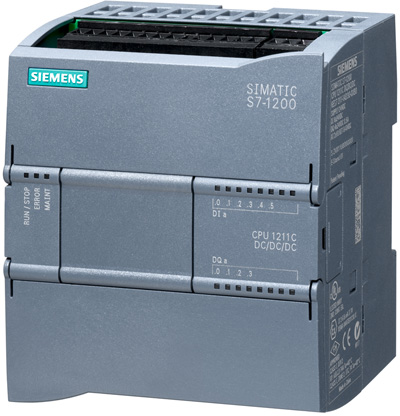 SIEMENS
SIMATIC
S7-1200
RUN / STOP
ERROR
MAINT
.0 .1 .2 .3 .4 .5
DI a
CPU 1211C
DC/DC/DC
DQ a
.0 .1 .2 .3